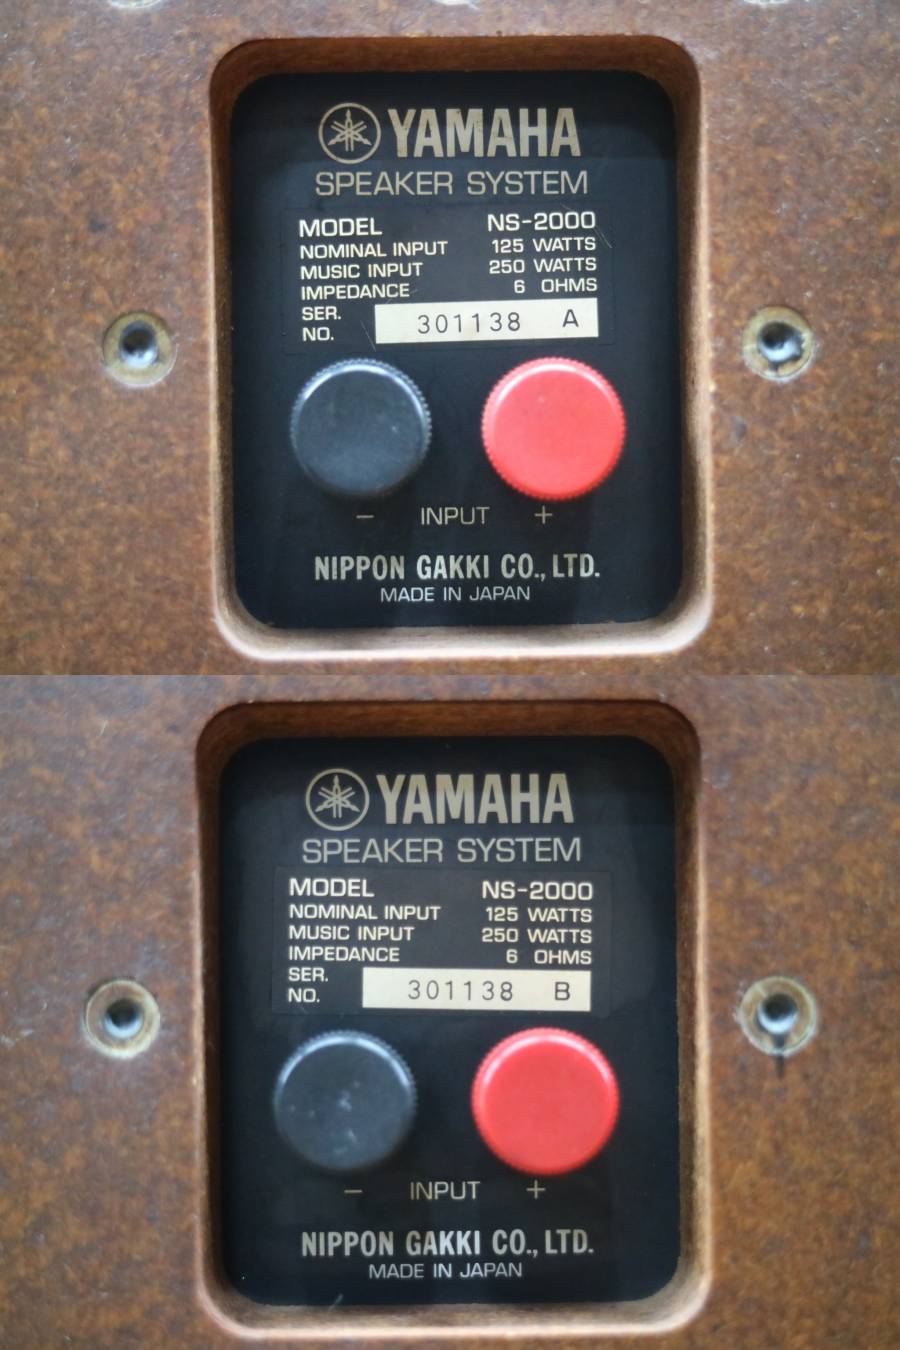 YAMAHA
SPEAKER SYSTEM
MODEL NS-2000
NOMINAL INPUT 125 WATTS
MUSIC INPUT 250 WATTS
IMPEDANCE 6 OHMS
SER.
NO. 301138 A
− INPUT +
NIPPON GAKKI CO., LTD.
MADE IN JAPAN
YAMAHA
SPEAKER SYSTEM
MODEL NS-2000
NOMINAL INPUT 125 WATTS
MUSIC INPUT 250 WATTS
IMPEDANCE 6 OHMS
SER.
NO. 301138 B
− INPUT +
NIPPON GAKKI CO., LTD.
MADE IN JAPAN